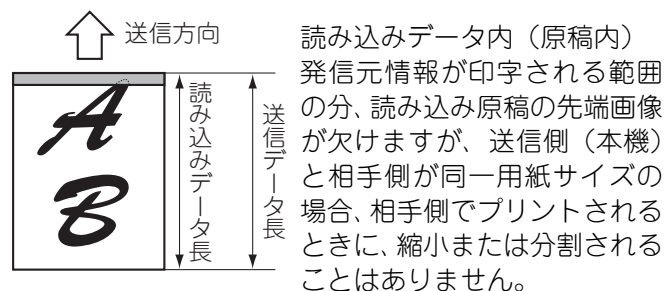 送信方向
A
B
読み込みデータ長
送信データ長
読み込みデータ内（原稿内）
発信元情報が印字される範囲
の分、読み込み原稿の先端画像
が欠けますが、送信側（本機）
と相手側が同一用紙サイズの
場合、相手側でプリントされる
ときに、縮小または分割される
ことはありません。